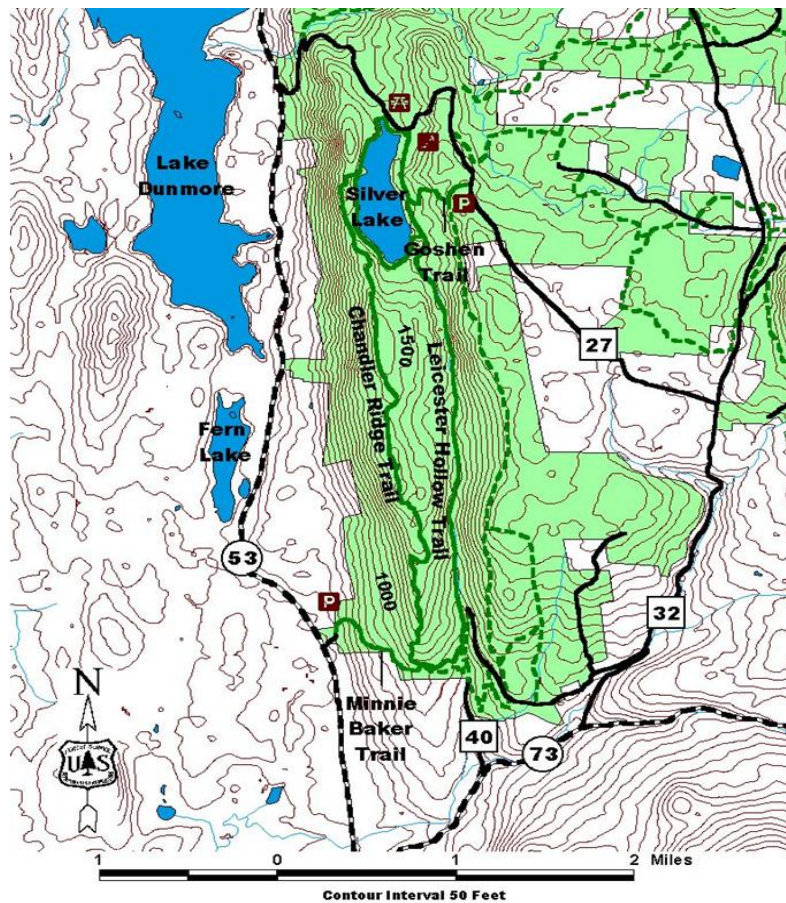 Lake
Dunmore
Silver
Lake
P
Goshen
Trail
1500
Chandler Ridge Trail
Leicester Hollow Trail
27
Fern
Lake
53
1000
P
32
N
Minnie
Baker
Trail
40
73
U S
1 0 1 2 Miles
Contour Interval 50 Feet